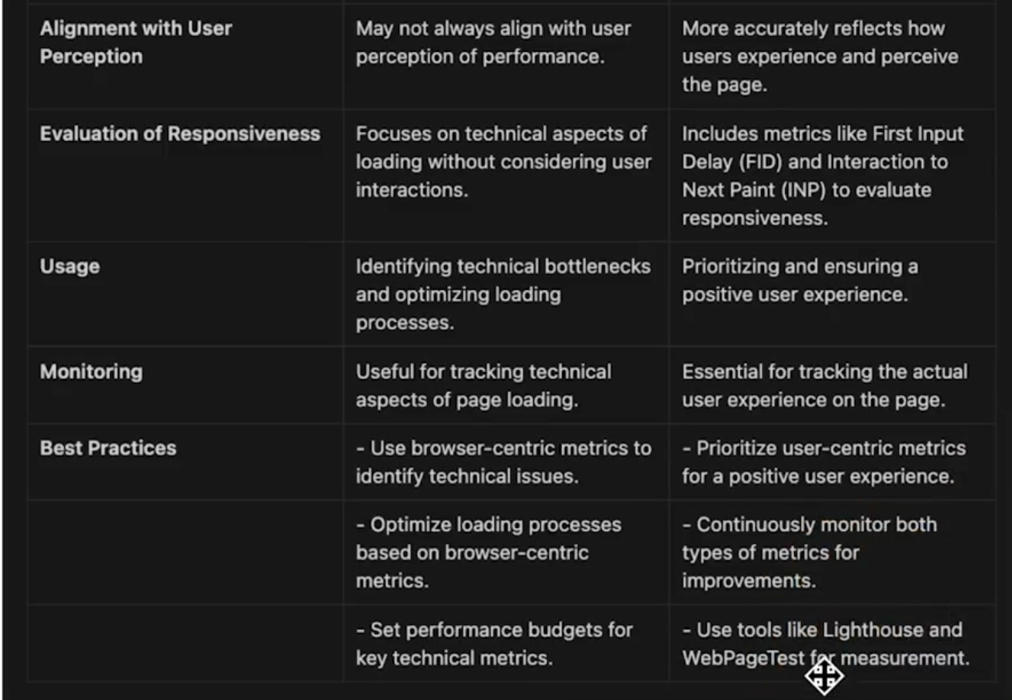 Alignment with User
Perception
May not always align with user
perception of performance.
More accurately reflects how
users experience and perceive
the page.
Evaluation of Responsiveness
Focuses on technical aspects of
loading without considering user
interactions.
Includes metrics like First Input
Delay (FID) and Interaction to
Next Paint (INP) to evaluate
responsiveness.
Usage
Identifying technical bottlenecks
and optimizing loading
processes.
Prioritizing and ensuring a
positive user experience.
Monitoring
Useful for tracking technical
aspects of page loading.
Essential for tracking the actual
user experience on the page.
Best Practices
- Use browser-centric metrics to
identify technical issues.
- Prioritize user-centric metrics
for a positive user experience.
- Optimize loading processes
based on browser-centric
metrics.
- Continuously monitor both
types of metrics for
improvements.
- Set performance budgets for
key technical metrics.
- Use tools like Lighthouse and
WebPageTest for measurement.